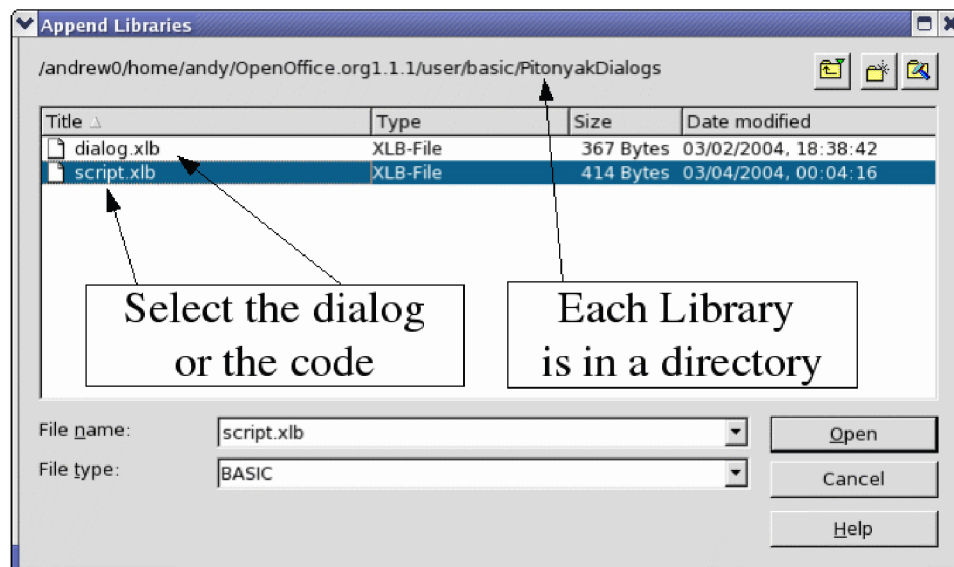 Append Libraries
/andrew0/home/andy/OpenOffice.org1.1.1/user/basic/PitonyakDialogs
Title Type Size Date modified
dialog.xlb XLB-File 367 Bytes 03/02/2004, 18:38:42
script.xlb XLB-File 414 Bytes 03/04/2004, 00:04:16
Select the dialog
or the code
Each Library
is in a directory
File name: script.xlb Open
File type: BASIC Cancel
Help